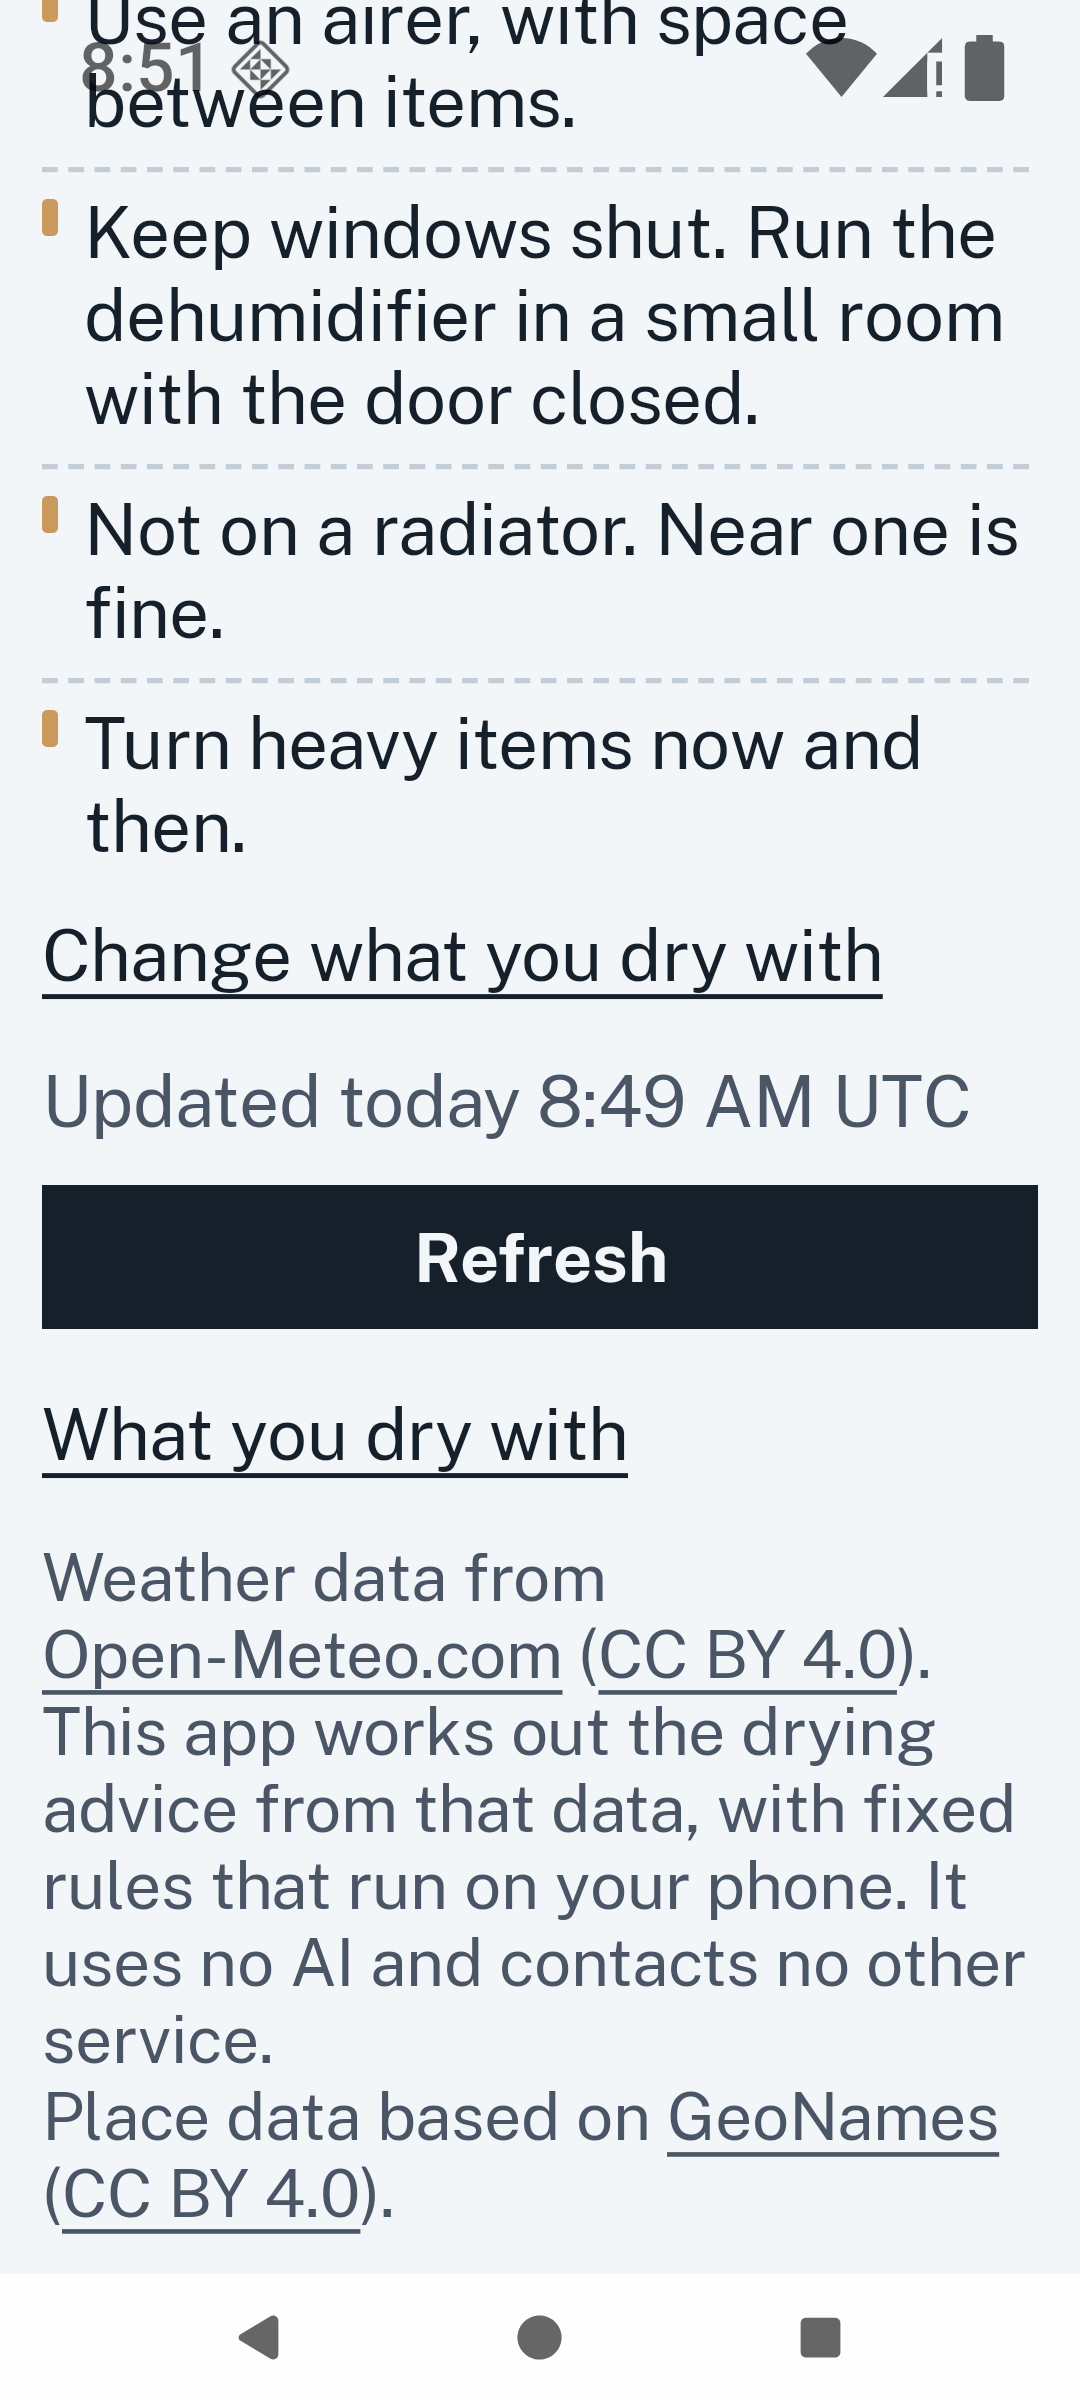 Use an airer, with space
8:51
between items.
Keep windows shut. Run the
dehumidifier in a small room
with the door closed.
Not on a radiator. Near one is
fine.
Turn heavy items now and
then.
Change what you dry with
Updated today 8:49 AM UTC
Refresh
What you dry with
Weather data from
Open-Meteo.com (CC BY 4.0).
This app works out the drying
advice from that data, with fixed
rules that run on your phone. It
uses no AI and contacts no other
service.
Place data based on GeoNames
(CC BY 4.0).